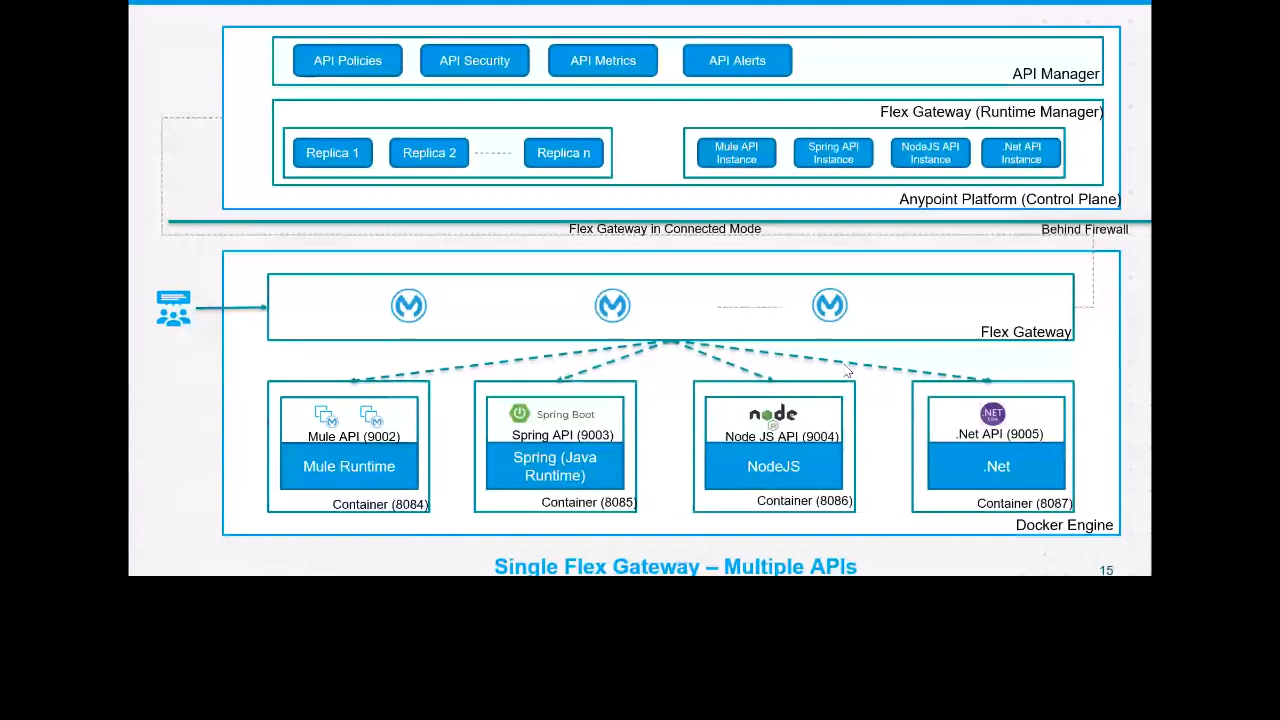 API Policies
API Security
API Metrics
API Alerts
API Manager
Flex Gateway (Runtime Manager)
Replica 1
Replica 2
Replica n
Mule API
Instance
Spring API
Instance
NodeJS API
Instance
.Net API
Instance
Anypoint Platform (Control Plane)
Flex Gateway in Connected Mode
Behind Firewall
Flex Gateway
Mule API (9002)
Mule Runtime
Container (8084)
Spring Boot
Spring API (9003)
Spring (Java
Runtime)
Container (8085)
node
JS
Node JS API (9004)
NodeJS
Container (8086)
.NET
Core
.Net API (9005)
.Net
Container (8087)
Docker Engine
Single Flex Gateway – Multiple APIs
15